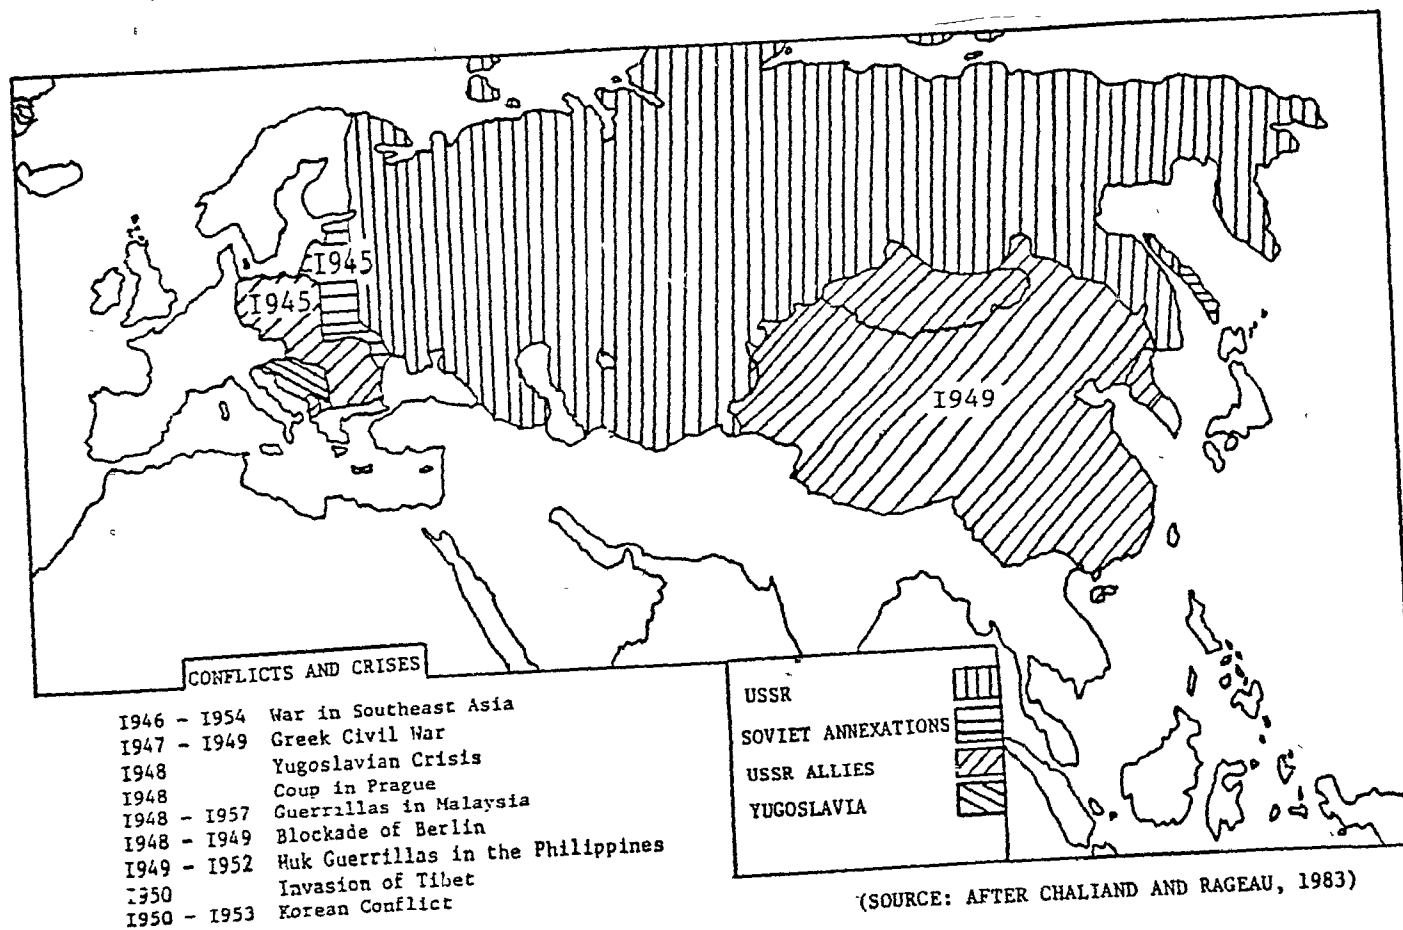 I945
I945
I949
CONFLICTS AND CRISES
I946 - I954 War in Southeast Asia
I947 - I949 Greek Civil War
I948 Yugoslavian Crisis
I948 Coup in Prague
I948 - I957 Guerrillas in Malaysia
I948 - I949 Blockade of Berlin
I949 - I952 Huk Guerrillas in the Philippines
I950 Invasion of Tibet
I950 - I953 Korean Conflict
USSR
SOVIET ANNEXATIONS
USSR ALLIES
YUGOSLAVIA
(SOURCE: AFTER CHALIAND AND RAGEAU, 1983)